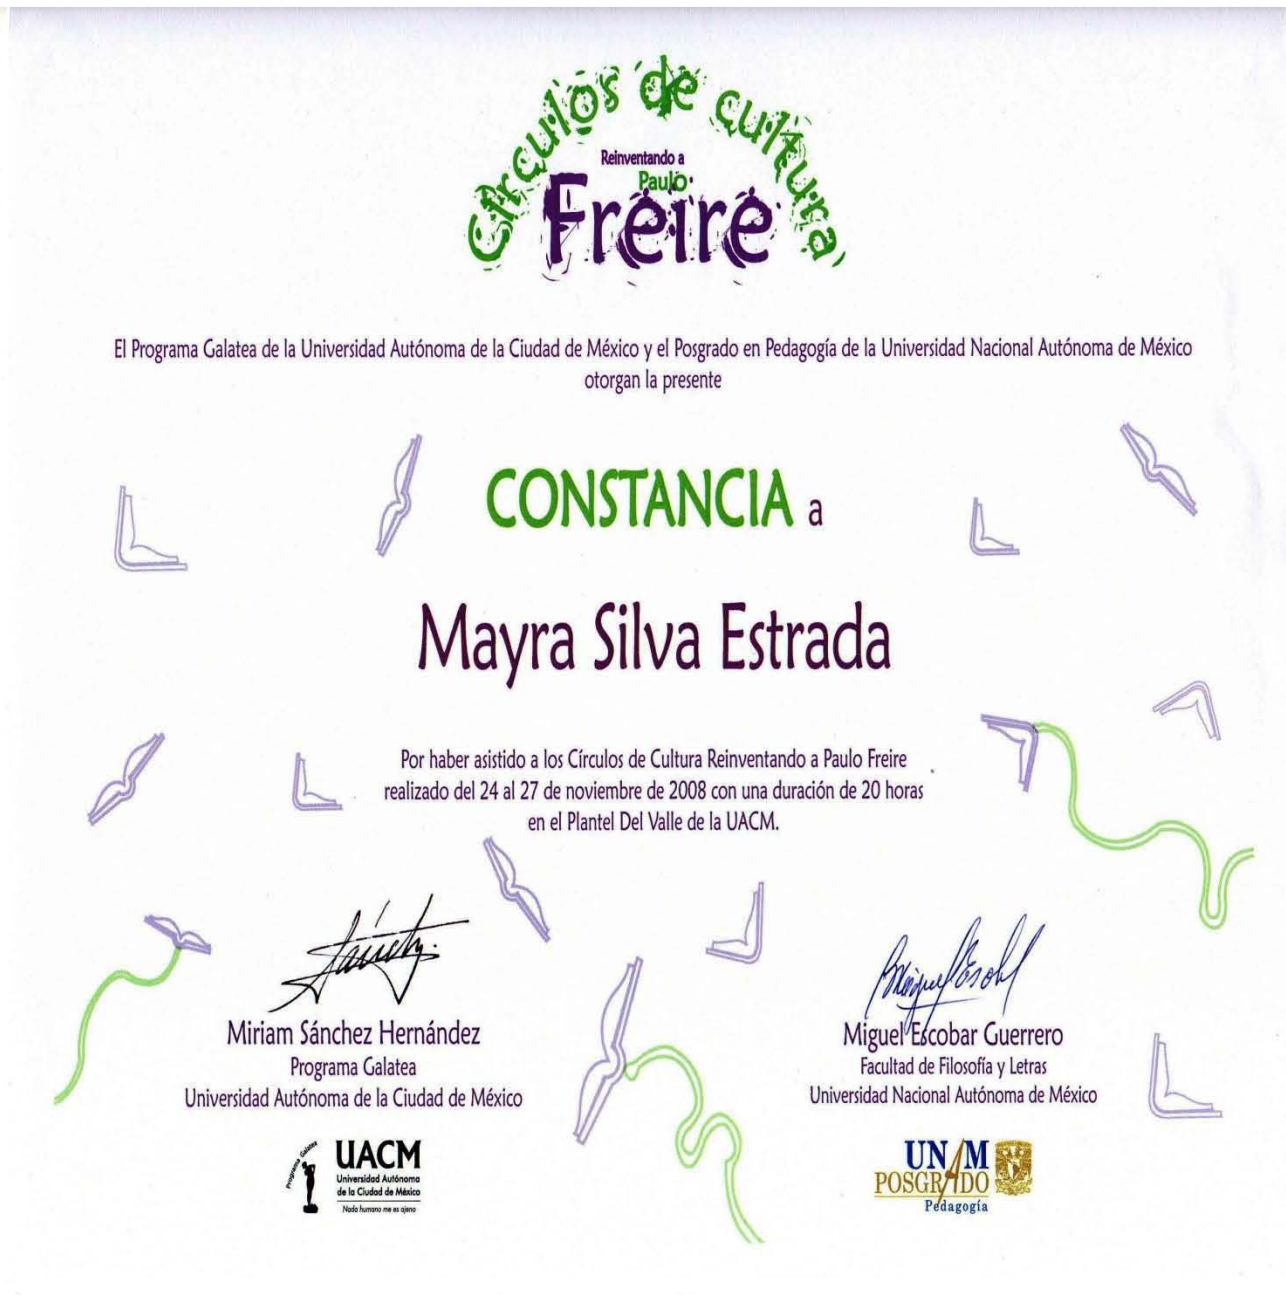 Círculos de cultura
Reinventando a
Paulo
Freire
El Programa Galatea de la Universidad Autónoma de la Ciudad de México y el Posgrado en Pedagogía de la Universidad Nacional Autónoma de México
otorgan la presente
CONSTANCIA a
Mayra Silva Estrada
Por haber asistido a los Círculos de Cultura Reinventando a Paulo Freire
realizado del 24 al 27 de noviembre de 2008 con una duración de 20 horas
en el Plantel Del Valle de la UACM.
Sánchez
Miriam Sánchez Hernández
Programa Galatea
Universidad Autónoma de la Ciudad de México
Programa Galatea
UACM
Universidad Autónoma
de la Ciudad de México
Nada humano me es ajeno
Miguel Escobar Guerrero
Facultad de Filosofía y Letras
Universidad Nacional Autónoma de México
UNAM
POSGRADO
Pedagogía